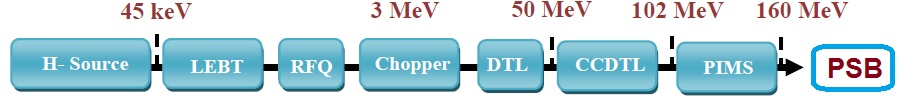 45 keV 3 MeV 50 MeV 102 MeV 160 MeV
H- Source LEBT RFQ Chopper DTL CCDTL PIMS PSB